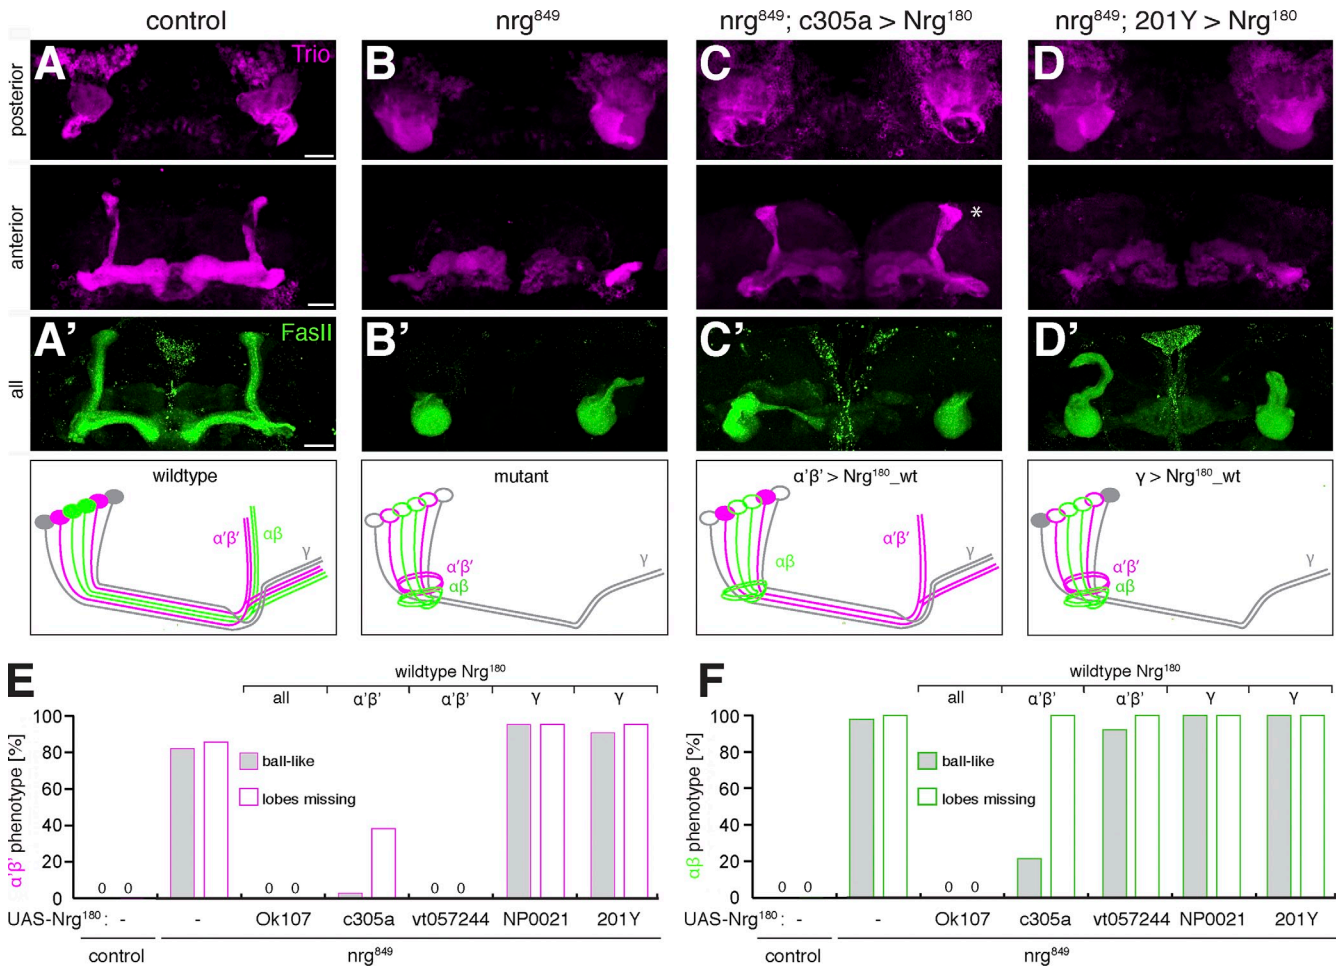 control nrg⁸⁴⁹ nrg⁸⁴⁹; c305a > Nrg¹⁸⁰ nrg⁸⁴⁹; 201Y > Nrg¹⁸⁰
posterior
A Trio B C D
anterior
*
all
A’ FasII B’ C’ D’
wildtype mutant α’β’ > Nrg¹⁸⁰_wt γ > Nrg¹⁸⁰_wt
α’β’ αβ γ
α’β’ αβ γ
αβ α’β’ γ
α’β’ αβ γ
E
wildtype Nrg¹⁸⁰
all α’β’ α’β’ γ γ
α’β’ phenotype [%]
100
80
60
40
20
0
ball-like
lobes missing
0 0 0 0 0 0
UAS-Nrg¹⁸⁰ : - - Ok107 c305a vt057244 NP0021 201Y
control nrg⁸⁴⁹
F
wildtype Nrg¹⁸⁰
all α’β’ α’β’ γ γ
αβ phenotype [%]
100
80
60
40
20
0
ball-like
lobes missing
0 0 0 0
UAS-Nrg¹⁸⁰ : - - Ok107 c305a vt057244 NP0021 201Y
control nrg⁸⁴⁹